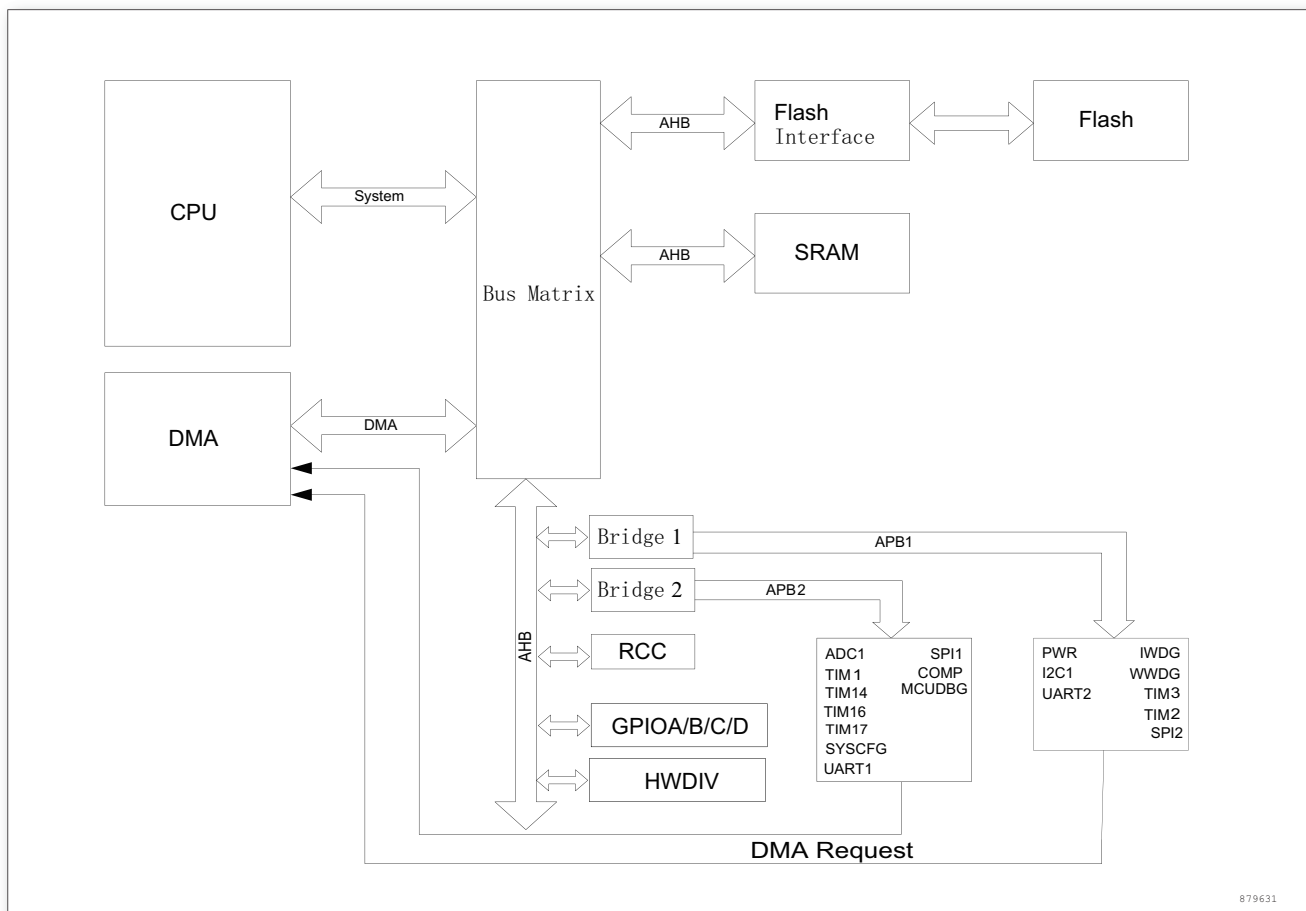 CPU
System
Bus Matrix
AHB
Flash
Interface
Flash
AHB
SRAM
DMA
DMA
AHB
Bridge 1
APB1
Bridge 2
APB2
RCC
GPIOA/B/C/D
HWDIV
ADC1
TIM1
TIM14
TIM16
TIM17
SYSCFG
UART1
SPI1
COMP
MCUDBG
PWR
I2C1
UART2
IWDG
WWDG
TIM3
TIM2
SPI2
DMA Request
879631